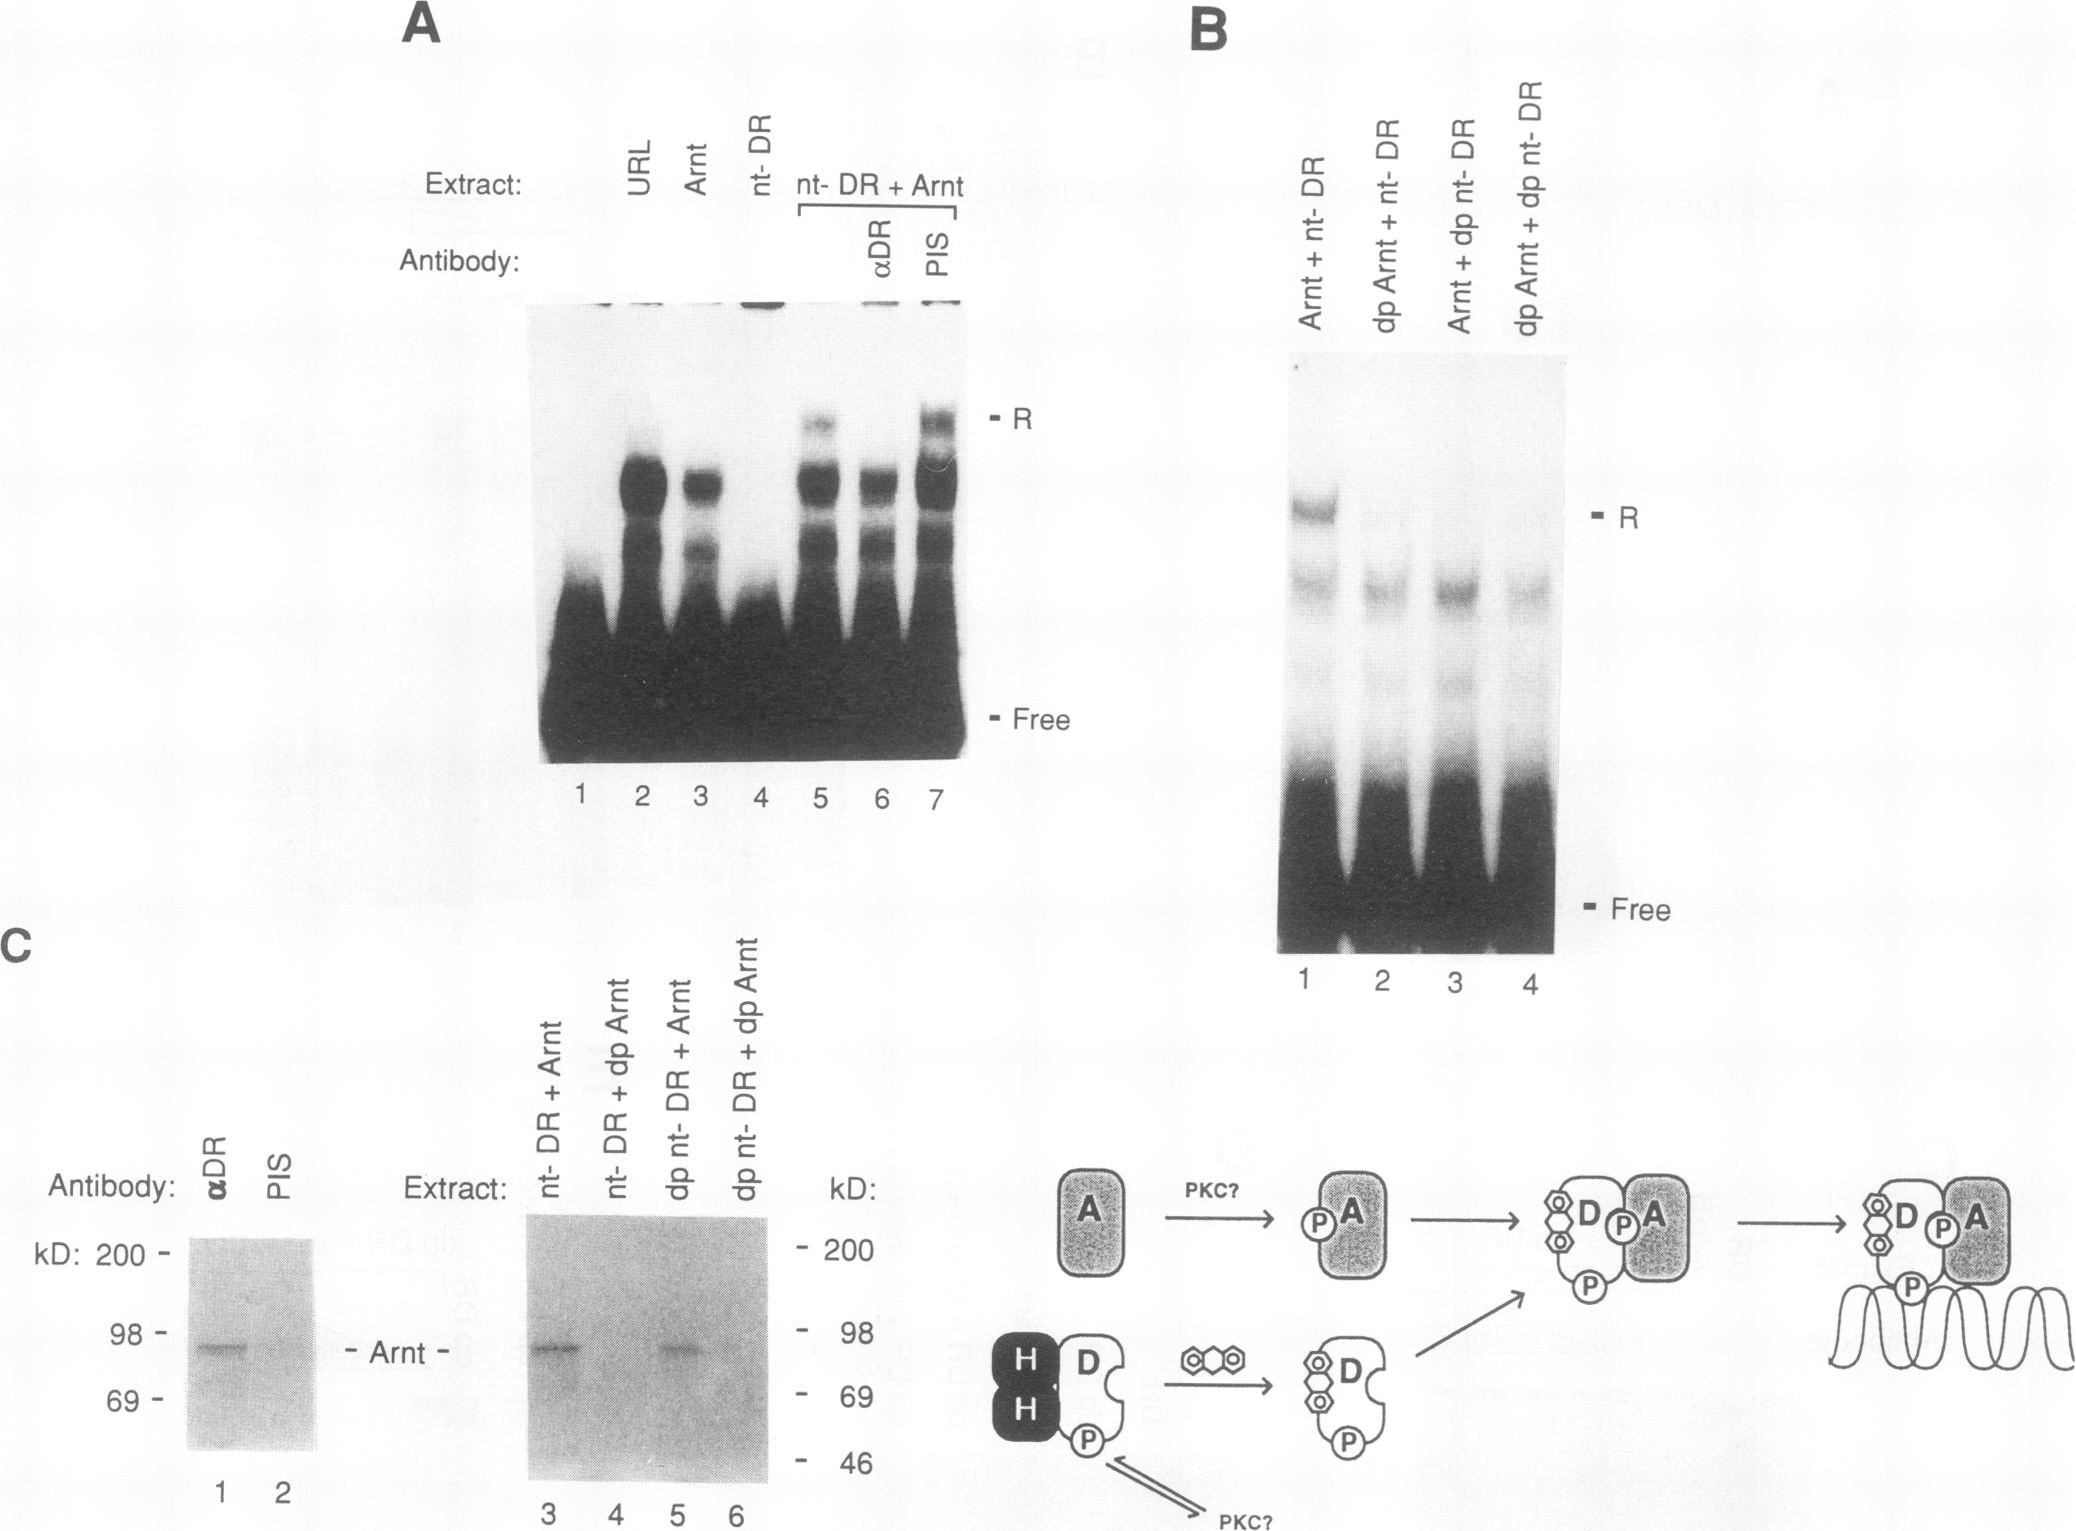 A
Extract:
URL
Arnt
nt- DR
nt- DR + Arnt
Antibody:
αDR
PIS
- R
- Free
1 2 3 4 5 6 7
B
Arnt + nt- DR
dp Arnt + nt- DR
Arnt + dp nt- DR
dp Arnt + dp nt- DR
- R
- Free
1 2 3 4
C
Antibody:
αDR
PIS
kD: 200 -
98 -
69 -
- Arnt -
1 2
Extract:
nt- DR + Arnt
nt- DR + dp Arnt
dp nt- DR + Arnt
dp nt- DR + dp Arnt
kD:
- 200
- 98
- 69
- 46
3 4 5 6
A PKC? P A D P A P D P A P
H D
H
P
D
P
PKC?